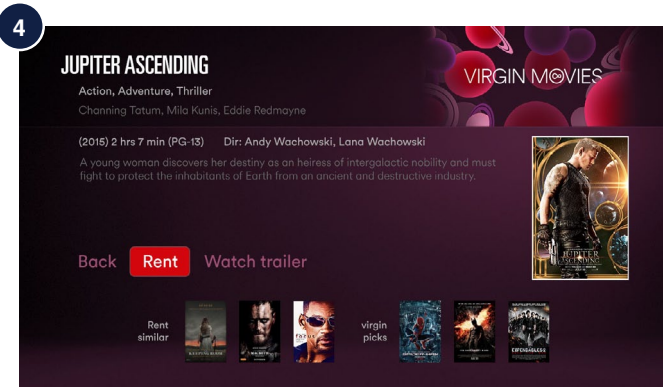 4
JUPITER ASCENDING
VIRGIN MOVIES
Action, Adventure, Thriller
Channing Tatum, Mila Kunis, Eddie Redmayne
(2015) 2 hrs 7 min (PG-13) Dir: Andy Wachowski, Lana Wachowski
A young woman discovers her destiny as an heiress of intergalactic nobility and must
fight to protect the inhabitants of Earth from an ancient and destructive industry.
JUPITER
ASCENDING
Back Rent Watch trailer
Rent
similar
FOCUS
virgin
picks